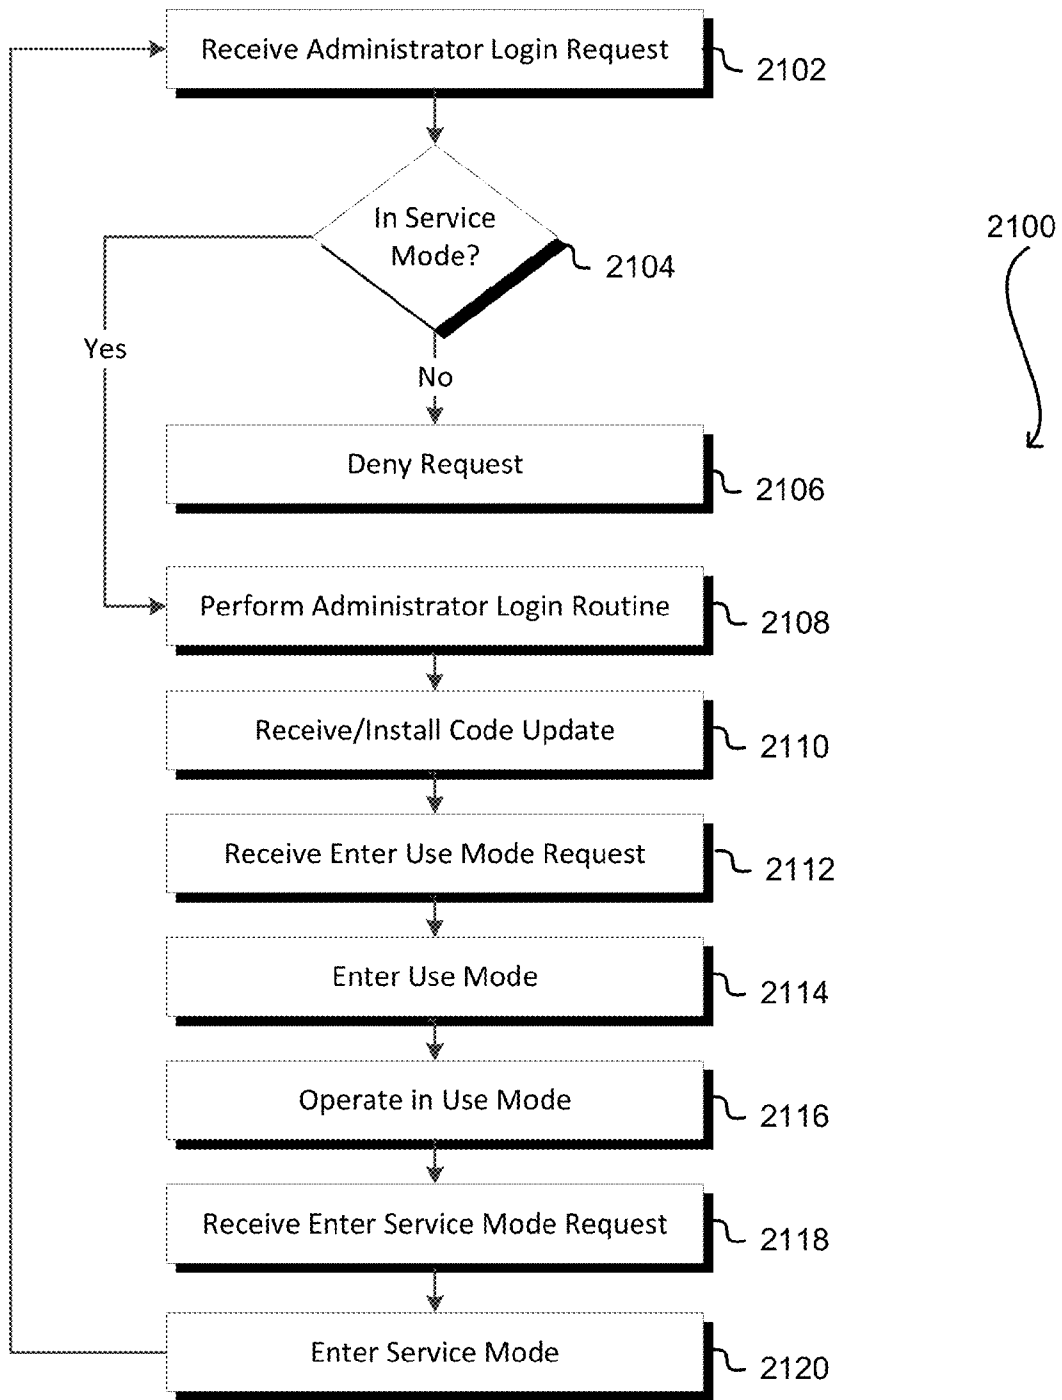 Receive Administrator Login Request
2102
In Service
Mode?
2104
2100
Yes
No
Deny Request
2106
Perform Administrator Login Routine
2108
Receive/Install Code Update
2110
Receive Enter Use Mode Request
2112
Enter Use Mode
2114
Operate in Use Mode
2116
Receive Enter Service Mode Request
2118
Enter Service Mode
2120